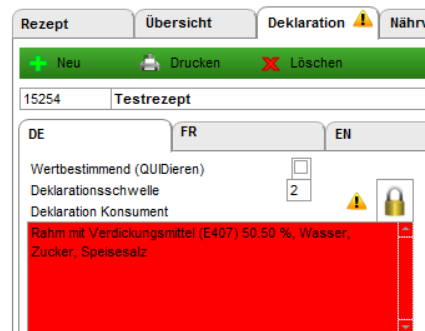 Rezept Übersicht Deklaration Nährv
Neu Drucken Löschen
15254 Testrezept
DE FR EN
Wertbestimmend (QUIDieren)
Deklarationsschwelle 2
Deklaration Konsument
Rahm mit Verdickungsmittel (E407) 50.50 %, Wasser,
Zucker, Speisesalz